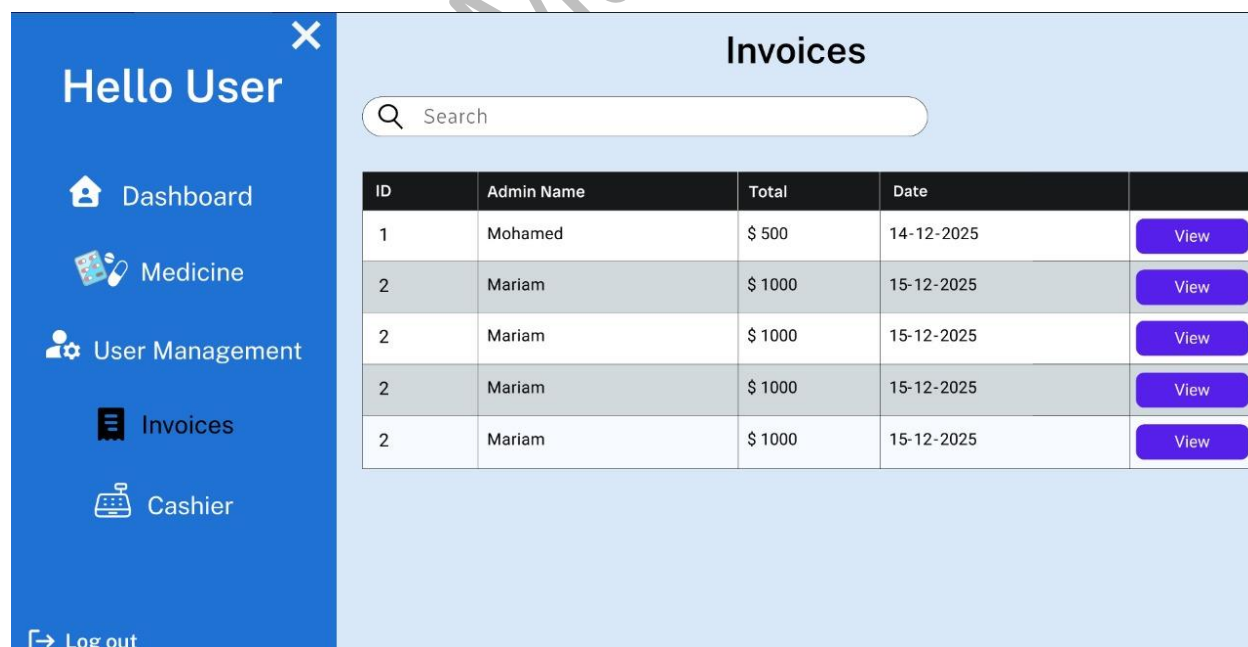 Hello User
Dashboard
Medicine
User Management
Invoices
Cashier
Log out
Invoices
Search
ID Admin Name Total Date
1 Mohamed $ 500 14-12-2025 View
2 Mariam $ 1000 15-12-2025 View
2 Mariam $ 1000 15-12-2025 View
2 Mariam $ 1000 15-12-2025 View
2 Mariam $ 1000 15-12-2025 View